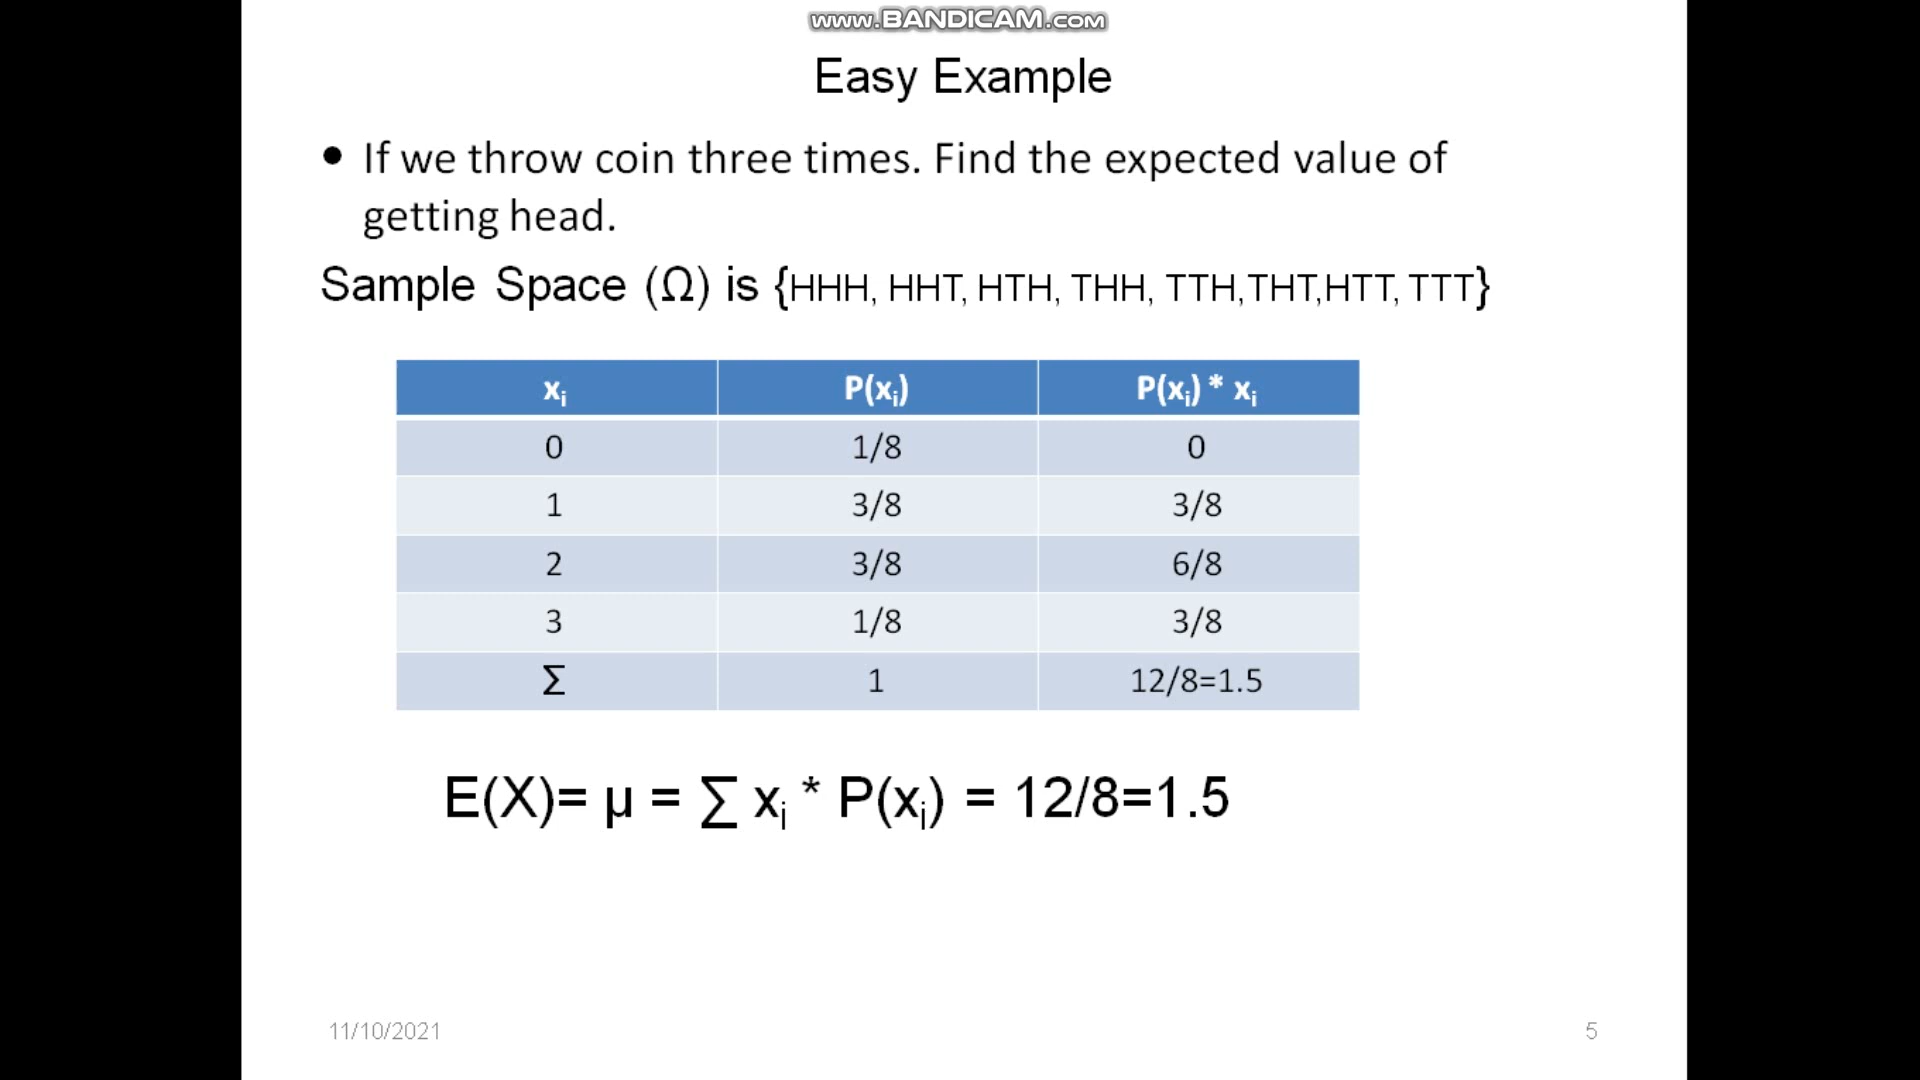 www.BANDICAM.com
Easy Example
• If we throw coin three times. Find the expected value of
getting head.
Sample Space (Ω) is {HHH, HHT, HTH, THH, TTH,THT,HTT, TTT}
xᵢ P(xᵢ) P(xᵢ) * xᵢ
0 1/8 0
1 3/8 3/8
2 3/8 6/8
3 1/8 3/8
Σ 1 12/8=1.5
E(X)= μ = ∑ xᵢ * P(xᵢ) = 12/8=1.5
11/10/2021 5